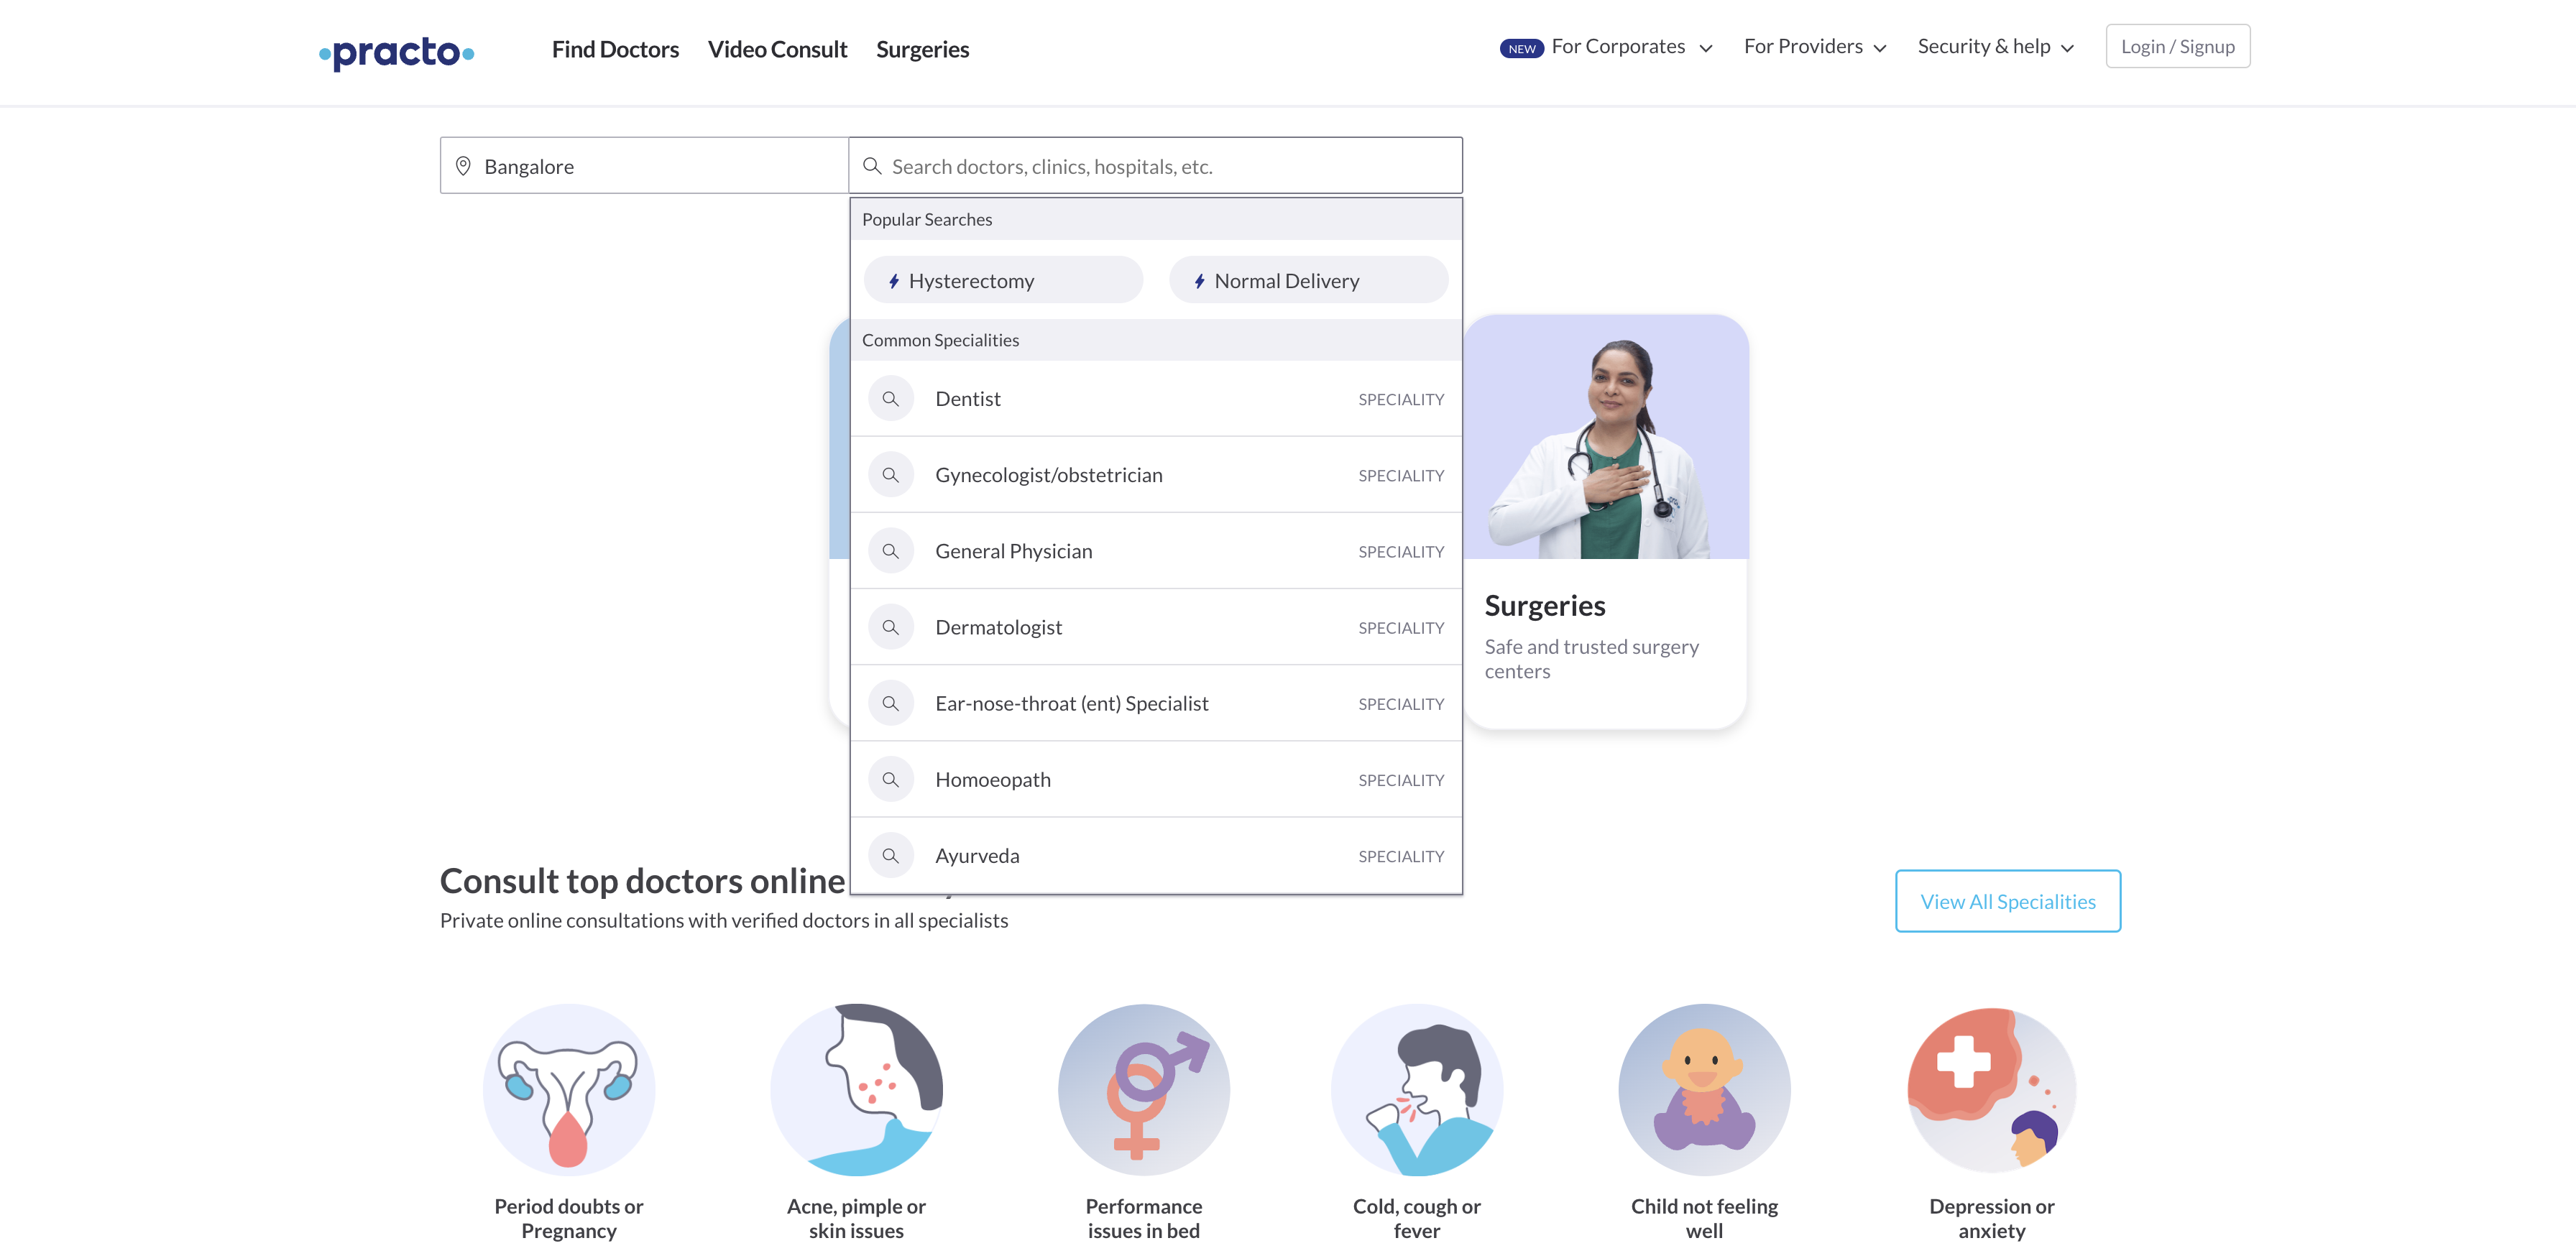 practo
Find Doctors
Video Consult
Surgeries
NEW
For Corporates
For Providers
Security & help
Login / Signup
Bangalore
Search doctors, clinics, hospitals, etc.
Popular Searches
Hysterectomy
Normal Delivery
Common Specialities
Dentist
SPECIALITY
Gynecologist/obstetrician
SPECIALITY
General Physician
SPECIALITY
Dermatologist
SPECIALITY
Ear-nose-throat (ent) Specialist
SPECIALITY
Homoeopath
SPECIALITY
Ayurveda
SPECIALITY
Surgeries
Safe and trusted surgery
centers
Consult top doctors online
Private online consultations with verified doctors in all specialists
View All Specialities
Period doubts or
Pregnancy
Acne, pimple or
skin issues
Performance
issues in bed
Cold, cough or
fever
Child not feeling
well
Depression or
anxiety